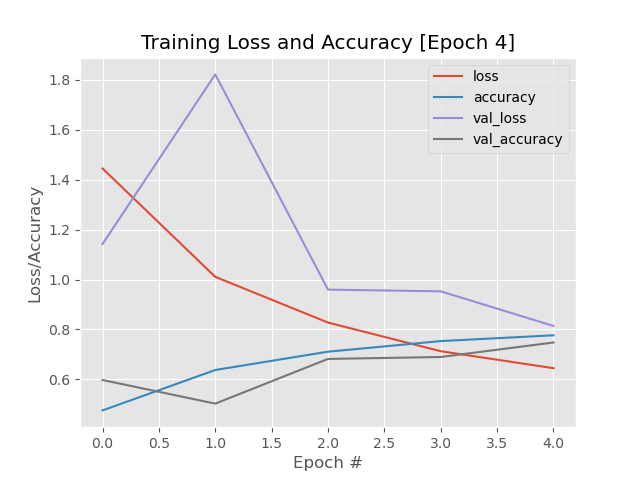 Training Loss and Accuracy [Epoch 4]
loss
accuracy
val_loss
val_accuracy
Loss/Accuracy
1.8
1.6
1.4
1.2
1.0
0.8
0.6
0.0 0.5 1.0 1.5 2.0 2.5 3.0 3.5 4.0
Epoch #